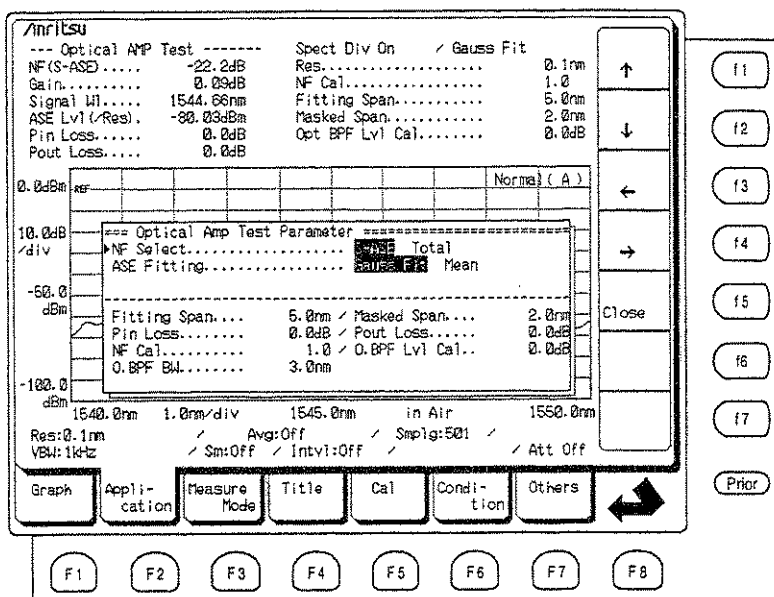 Anritsu
--- Optical AMP Test ------- Spect Div On / Gauss Fit
NF(S-ASE)..... -22.2dB Res.................... 0.1nm
Gain.......... 0.09dB NF Cal................. 1.0
Signal Wl. 1544.66nm Fitting Span........... 5.0nm
ASE Lvl(/Res). -80.03dBm Masked Span............ 2.0nm
Pin Loss..... 0.0dB Opt BPF Lvl Cal........ 0.0dB
Pout Loss..... 0.0dB
Normal(A)
0.0dBm REF
10.0dB
/div
-50.0
dBm
-100.0
dBm
=== Optical Amp Test Parameter =======================
NF Select................. S-ASE Total
ASE Fitting............... Gauss Fit Mean
Fitting Span.... 5.0nm / Masked Span.... 2.0nm
Pin Loss........ 0.0dB / Pout Loss...... 0.0dB
NF Cal.......... 1.0 / O.BPF Lvl Cal.. 0.0dB
O.BPF BW........ 3.0nm
1540.0nm 1.0nm/div 1545.0nm in Air 1550.0nm
Res:0.1nm / Avg:Off / Smplg:501 /
VBW:1kHz / Sm:Off / Intvl:Off / / Att Off
↑
↓
←
→
Close
Graph
Appli-
cation
Measure
Mode
Title
Cal
Condi-
tion
Others
f1
f2
f3
f4
f5
f6
f7
Prior
F1 F2 F3 F4 F5 F6 F7 F8